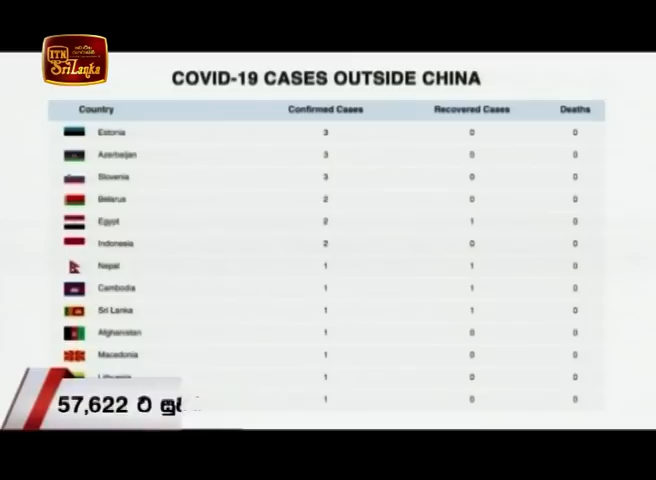 ITN
Sri Lanka
COVID-19 CASES OUTSIDE CHINA
Country Confirmed Cases Recovered Cases Deaths
Estonia 3 0 0
Azerbaijan 3 0 0
Slovenia 3 0 0
Belarus 2 0 0
Egypt 2 1 0
Indonesia 2 0 0
Nepal 1 1 0
Cambodia 1 1 0
Sri Lanka 1 1 0
Afghanistan 1 0 0
Macedonia 1 0 0
Lithuania 1 0 0
1 0 0
57,622